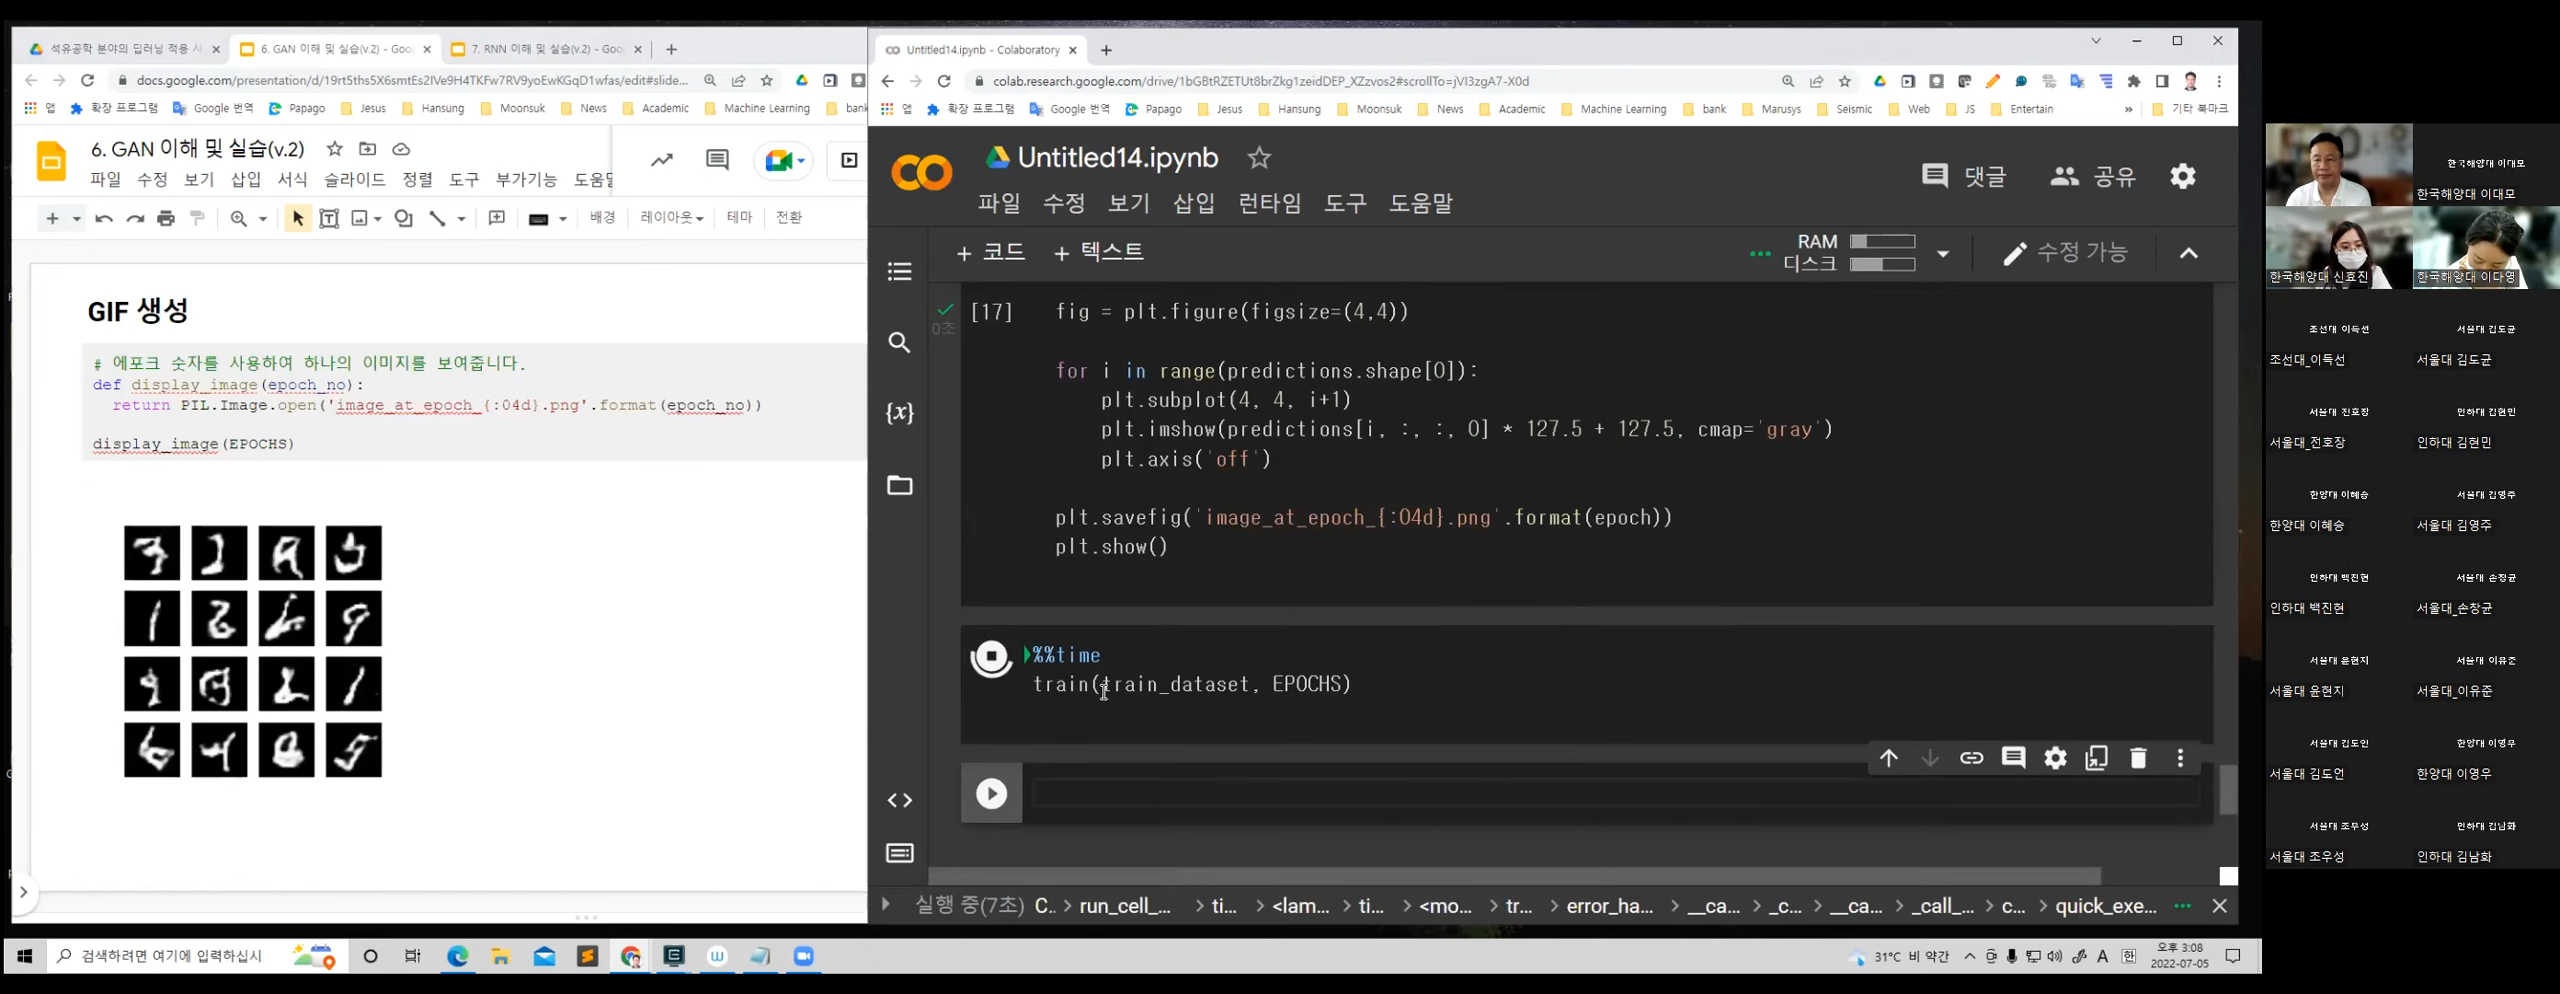 석유공학 분야의 딥러닝 적용 사
6. GAN 이해 및 실습(v.2) - Goo
7. RNN 이해 및 실습(v.2) - Goo
docs.google.com/presentation/d/19rt5ths5X6smtEs2IVe9H4TKFw7RV9yoEwKGqD1wfas/edit#slide...
앱 확장 프로그램 Google 번역 Papago Jesus Hansung Moonsuk News Academic Machine Learning bank
6. GAN 이해 및 실습(v.2)
파일 수정 보기 삽입 서식 슬라이드 정렬 도구 부가기능 도움말
배경 레이아웃 테마 전환
GIF 생성
# 에포크 숫자를 사용하여 하나의 이미지를 보여줍니다.
def display_image(epoch_no):
return PIL.Image.open('image_at_epoch_{:04d}.png'.format(epoch_no))
display_image(EPOCHS)
Untitled14.ipynb - Colaboratory
colab.research.google.com/drive/1bGBtRZETUt8brZkg1zeidDEP_XZzvos2#scrollTo=jVI3zgA7-X0d
앱 확장 프로그램 Google 번역 Papago Jesus Hansung Moonsuk News Academic Machine Learning bank Marusys Seismic Web JS Entertain » 기타 북마크
Untitled14.ipynb
댓글 공유
파일 수정 보기 삽입 런타임 도구 도움말
+ 코드 + 텍스트
RAM
디스크
수정 가능
[17] fig = plt.figure(figsize=(4,4))
0초
for i in range(predictions.shape[0]):
plt.subplot(4, 4, i+1)
plt.imshow(predictions[i, :, :, 0] * 127.5 + 127.5, cmap='gray')
plt.axis('off')
plt.savefig('image_at_epoch_{:04d}.png'.format(epoch))
plt.show()
%%time
train(train_dataset, EPOCHS)
실행 중(7초) C. > run_cell_... > ti... > <lam... > ti... > <mo... > tr... > error_ha... > __ca... > _c... > __ca... > _call_... > c... > quick_exe...
검색하려면 여기에 입력하십시
31°C 비 약간
A 한
오후 3:08
2022-07-05
한국해양대 이대모
한국해양대 이대모
한국해양대 신효진 한국해양대 이다영
조선대 이득선 서울대 김도균
조선대_이득선 서울대 김도균
서울대 전호장 인하대 김현민
서울대_전호장 인하대 김현민
한양대 이혜승 서울대 김영주
한양대 이혜승 서울대 김영주
인하대 백진현
인하대 백진현 서울대_손창균
서울대 윤현지 서울대 이유준
서울대 윤현지 서울대_이유준
서울대 김도언 한양대 이영우
서울대 김도언 한양대 이영우
서울대 조우성 인하대 김남화
서울대 조우성 인하대 김남화